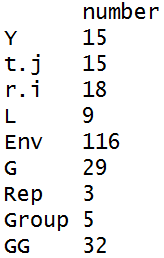 number
Y 15
t.j 15
r.i 18
L 9
Env 116
G 29
Rep 3
Group 5
GG 32